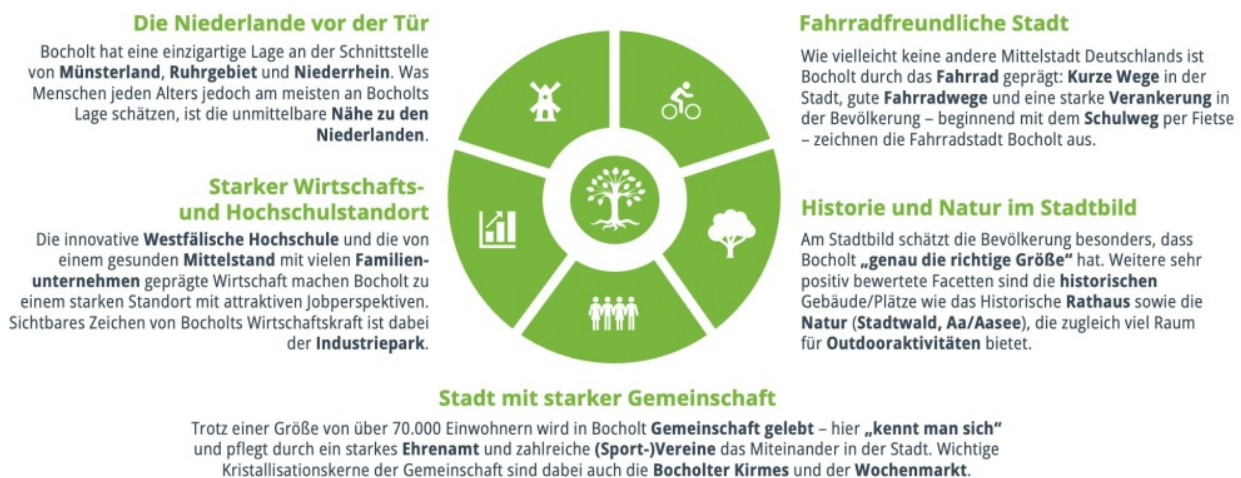 Die Niederlande vor der Tür
Bocholt hat eine einzigartige Lage an der Schnittstelle
von Münsterland, Ruhrgebiet und Niederrhein. Was
Menschen jeden Alters jedoch am meisten an Bocholts
Lage schätzen, ist die unmittelbare Nähe zu den
Niederlanden.
Starker Wirtschafts-
und Hochschulstandort
Die innovative Westfälische Hochschule und die von
einem gesunden Mittelstand mit vielen Familien-
unternehmen geprägte Wirtschaft machen Bocholt zu
einem starken Standort mit attraktiven Jobperspektiven.
Sichtbares Zeichen von Bocholts Wirtschaftskraft ist dabei
der Industriepark.
Fahrradfreundliche Stadt
Wie vielleicht keine andere Mittelstadt Deutschlands ist
Bocholt durch das Fahrrad geprägt: Kurze Wege in der
Stadt, gute Fahrradwege und eine starke Verankerung in
der Bevölkerung – beginnend mit dem Schulweg per Fietse
– zeichnen die Fahrradstadt Bocholt aus.
Historie und Natur im Stadtbild
Am Stadtbild schätzt die Bevölkerung besonders, dass
Bocholt „genau die richtige Größe“ hat. Weitere sehr
positiv bewertete Facetten sind die historischen
Gebäude/Plätze wie das Historische Rathaus sowie die
Natur (Stadtwald, Aa/Aasee), die zugleich viel Raum
für Outdooraktivitäten bietet.
Stadt mit starker Gemeinschaft
Trotz einer Größe von über 70.000 Einwohnern wird in Bocholt Gemeinschaft gelebt – hier „kennt man sich“
und pflegt durch ein starkes Ehrenamt und zahlreiche (Sport-)Vereine das Miteinander in der Stadt. Wichtige
Kristallisationskerne der Gemeinschaft sind dabei auch die Bocholter Kirmes und der Wochenmarkt.